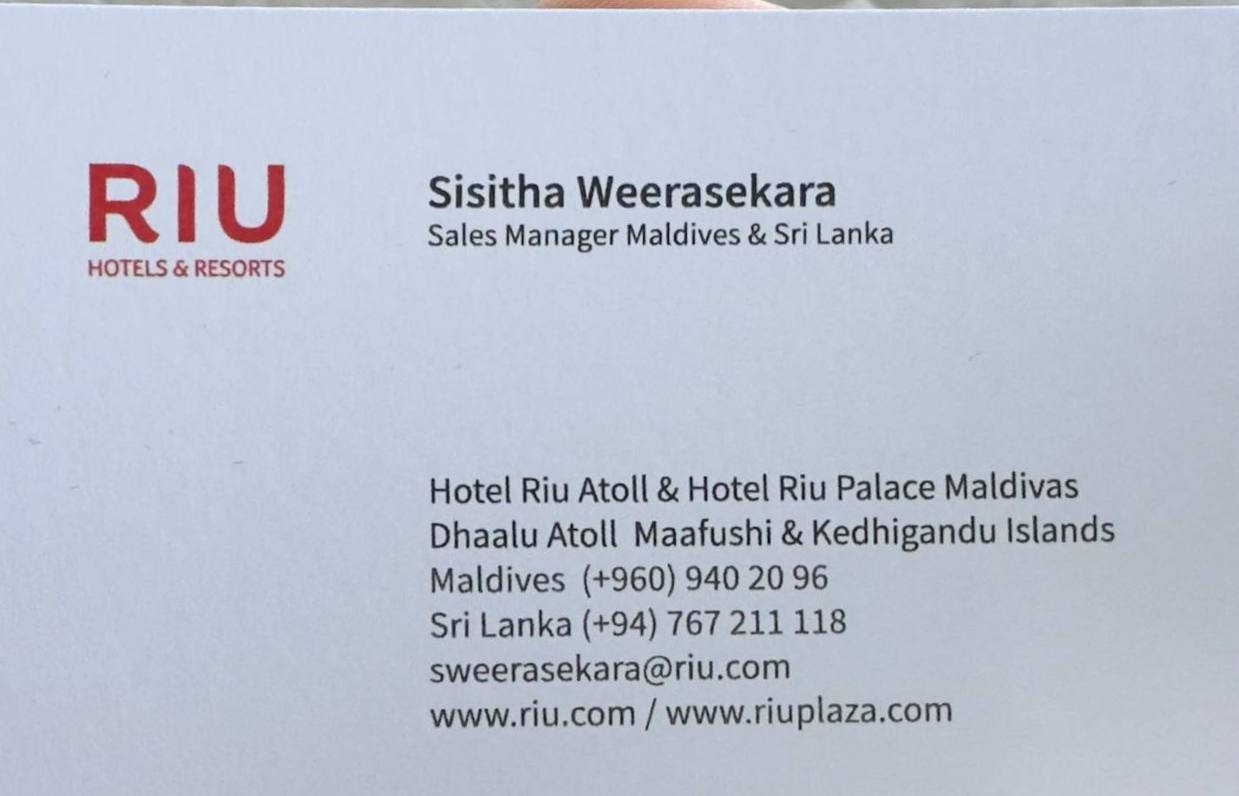 RIU
HOTELS & RESORTS
Sisitha Weerasekara
Sales Manager Maldives & Sri Lanka
Hotel Riu Atoll & Hotel Riu Palace Maldivas
Dhaalu Atoll  Maafushi & Kedhigandu Islands
Maldives  (+960) 940 20 96
Sri Lanka (+94) 767 211 118
sweerasekara@riu.com
www.riu.com / www.riuplaza.com